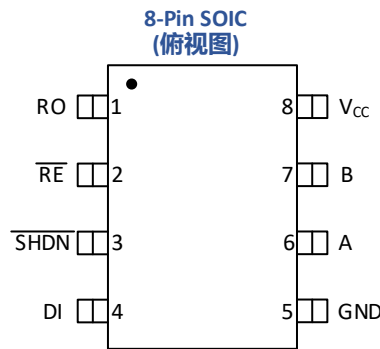 8-Pin SOIC
(俯视图)
RO 1 8 VCC
RE 2 7 B
SHDN 3 6 A
DI 4 5 GND